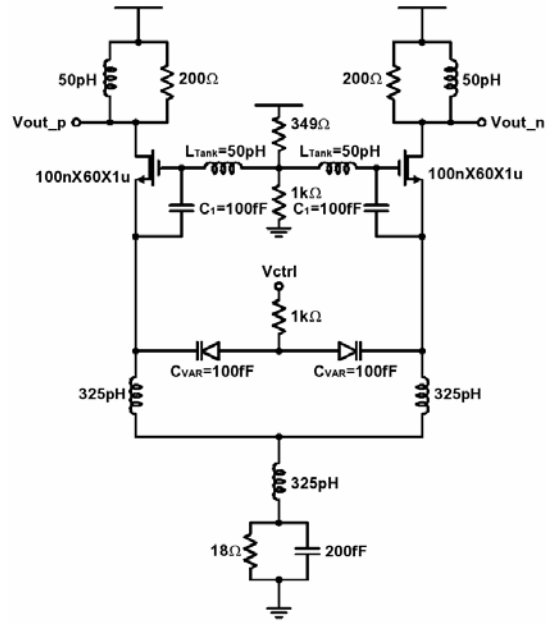 50pH
200Ω
200Ω
50pH
Vout_p
Vout_n
349Ω
LTank=50pH
LTank=50pH
100nX60X1u
100nX60X1u
1kΩ
C1=100fF
C1=100fF
Vctrl
1kΩ
CVAR=100fF
CVAR=100fF
325pH
325pH
325pH
18Ω
200fF